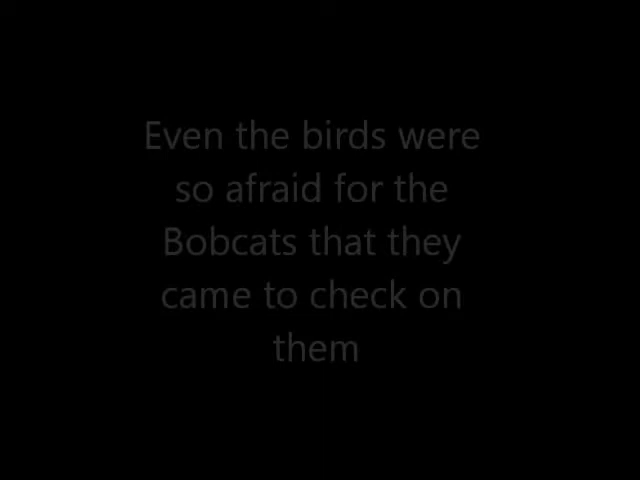 Even the birds were
so afraid for the
Bobcats that they
came to check on
them